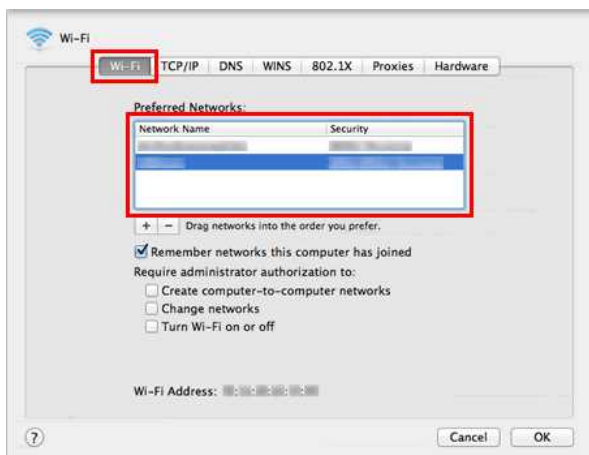 Wi-Fi
Wi-Fi TCP/IP DNS WINS 802.1X Proxies Hardware
Preferred Networks:
Network Name Security
+ − Drag networks into the order you prefer.
Remember networks this computer has joined
Require administrator authorization to:
Create computer-to-computer networks
Change networks
Turn Wi-Fi on or off
Wi-Fi Address:
? Cancel OK